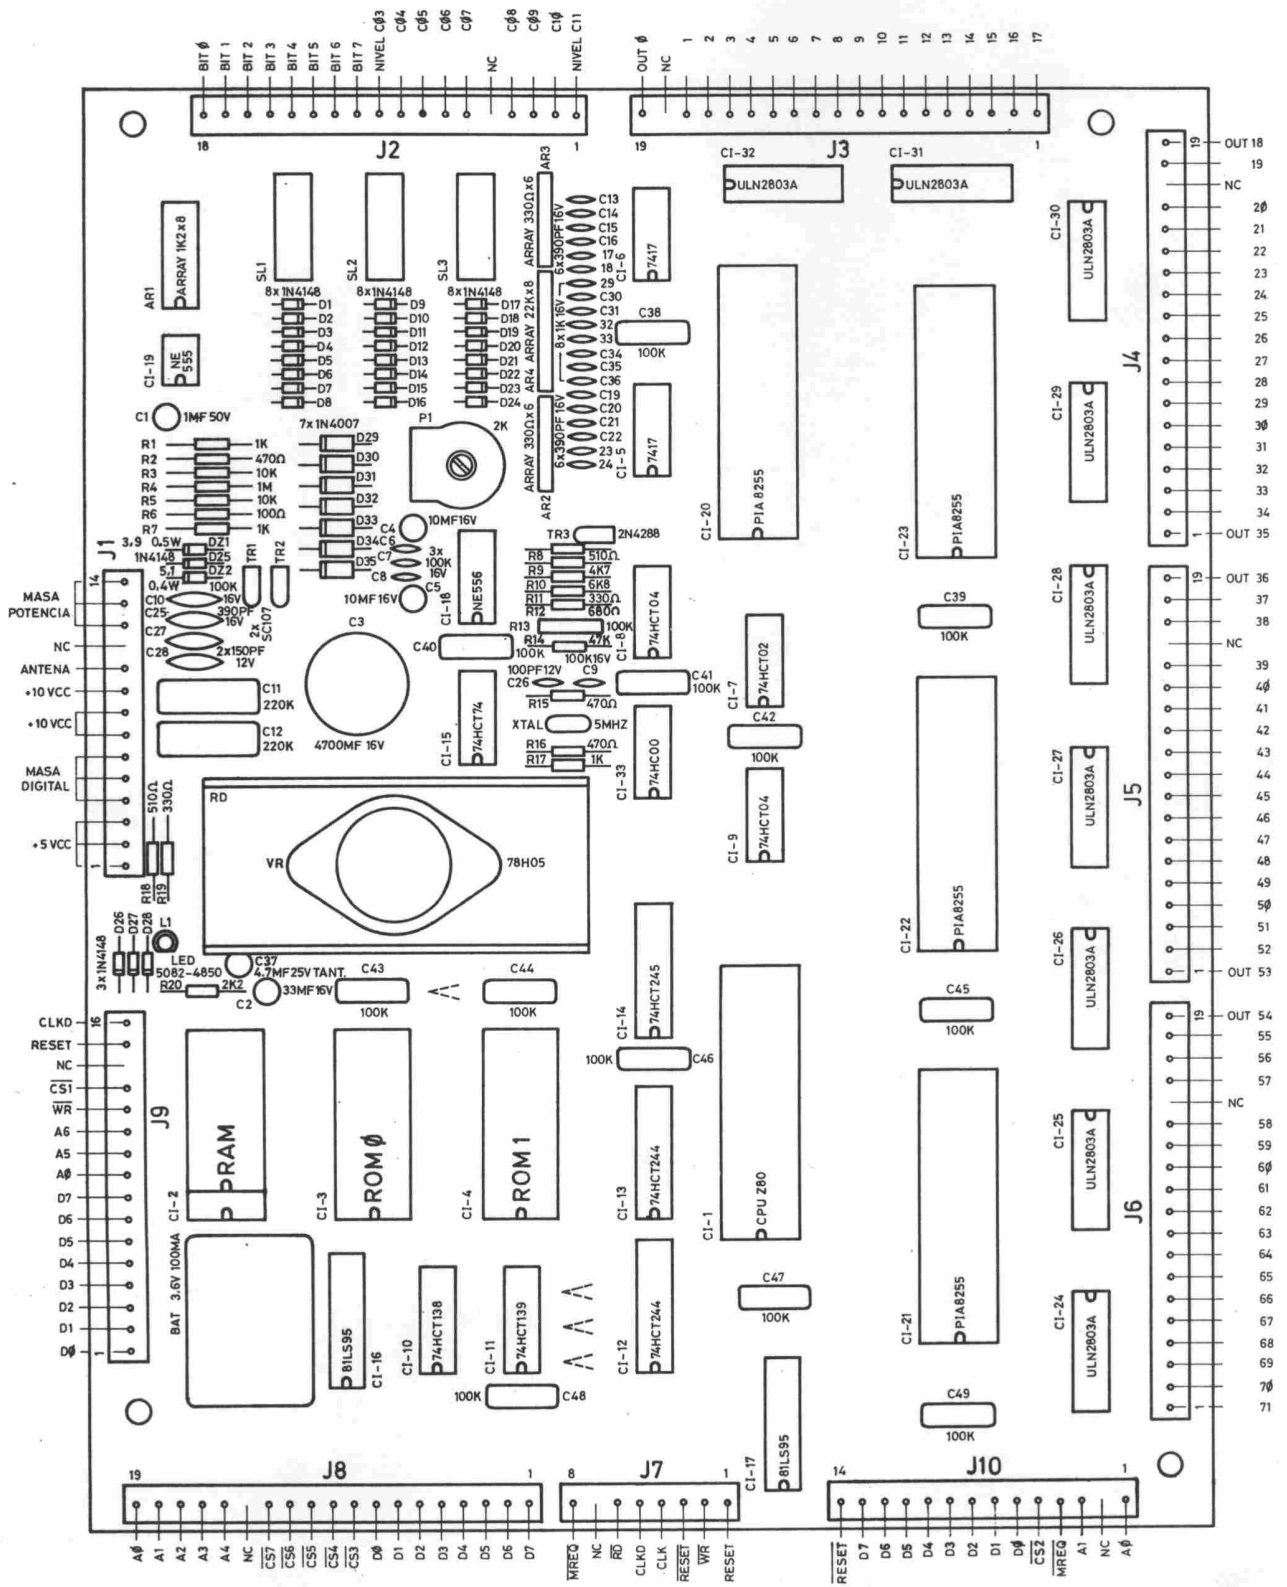 BIT Ø
BIT 1
BIT 2
BIT 3
BIT 4
BIT 5
BIT 6
BIT 7
NIVEL CØ3
CØ4
CØ5
CØ6
CØ7
NC
CØ8
CØ9
C1Ø
NIVEL C11
OUT Ø
NC
1
2
3
4
5
6
7
8
9
10
11
12
13
14
15
16
17
18
J2
1
19
J3
1
CI-32
ULN2803A
CI-31
ULN2803A
AR1
ARRAY 1K2x8
SL1
SL2
SL3
AR3
ARRAY 330Ω x6
6x390PF16V
C13
C14
C15
C16
17
18
CI-6
7417
CI-19
NE
555
8x1N4148
D1
D2
D3
D4
D5
D6
D7
D8
8x1N4148
D9
D10
D11
D12
D13
D14
D15
D16
8x1N4148
D17
D18
D19
D20
D21
D22
D23
D24
AR4
ARRAY 22Kx8
8x1K16V
29
C30
C31
32
33
C34
C35
C36
C38
100K
C1
1MF 50V
7x1N4007
D29
D30
D31
D32
D33
D34
D35
P1
2K
ARRAY 330Ω x6
AR2
6x390PF16V
C19
C20
C21
C22
23
24
CI-5
7417
R1
1K
R2
470Ω
R3
10K
R4
1M
R5
10K
R6
100Ω
R7
1K
3,9
0.5W
DZ1
1N4148
D25
5,1
DZ2
0.4W
100K
C10
16V
C25
390PF
16V
C27
C28
2x150PF
12V
TR1
TR2
2x
SC107
C4
10MF16V
C6
C7
C8
3x
100K
16V
C5
10MF16V
CI-18
NE556
TR3
2N4288
R8
510Ω
R9
4K7
R10
6K8
R11
330Ω
R12
680Ω
R13
100K
R14
47K
100K16V
C40
100K
CI-8
74HCT04
C3
4700MF 16V
C11
220K
C12
220K
CI-15
74HCT74
100PF12V
C26
C9
R15
470Ω
C41
100K
XTAL
5MHZ
R16
470Ω
R17
1K
CI-33
74HC00
CI-7
74HCT02
C42
100K
CI-9
74HCT04
CI-20
PIA 8255
CI-23
PIA8255
C39
100K
CI-22
PIA8255
C45
100K
CI-21
PIA8255
C49
100K
CI-30
ULN2803A
CI-29
ULN2803A
CI-28
ULN2803A
CI-27
ULN2803A
CI-26
ULN2803A
CI-25
ULN2803A
CI-24
ULN2803A
J4
19
1
OUT 18
19
NC
2Ø
21
22
23
24
25
26
27
28
29
3Ø
31
32
33
34
OUT 35
J5
19
1
OUT 36
37
38
NC
39
4Ø
41
42
43
44
45
46
47
48
49
5Ø
51
52
OUT 53
J6
19
1
OUT 54
55
56
57
NC
58
59
6Ø
61
62
63
64
65
66
67
68
69
7Ø
71
J1
14
1
MASA
POTENCIA
NC
ANTENA
+10 VCC
+10 VCC
MASA
DIGITAL
+5 VCC
510Ω
330Ω
R18
R19
RD
VR
78H05
D26
D27
D28
3x1N4148
L1
LED
5082-4850
R20
2K2
C37
4.7MF25V TANT.
C2
33MF16V
C43
100K
C44
100K
CI-14
74HCT245
100K
C46
CI-13
74HCT244
CI-12
74HCT244
CI-1
CPU Z80
C47
100K
CI-17
81LS95
J9
16
1
CLKD
RESET
NC
C̅S̅1̅
W̅R̅
A6
A5
AØ
D7
D6
D5
D4
D3
D2
D1
DØ
CI-2
RAM
CI-3
ROM Ø
CI-4
ROM 1
BAT 3.6V 100MA
81LS95
CI-16
CI-10
74HCT138
CI-11
74HCT139
100K
C48
19
J8
1
8
J7
1
14
J10
1
AØ
A1
A2
A3
A4
NC
C̅S̅7̅
C̅S̅6̅
C̅S̅5̅
C̅S̅4̅
C̅S̅3̅
DØ
D1
D2
D3
D4
D5
D6
D7
M̅R̅E̅Q̅
NC
R̅D̅
CLKD
CLK
R̅E̅S̅E̅T̅
W̅R̅
RESET
R̅E̅S̅E̅T̅
D7
D6
D5
D4
D3
D2
D1
DØ
C̅S̅2̅
M̅R̅E̅Q̅
A1
NC
AØ